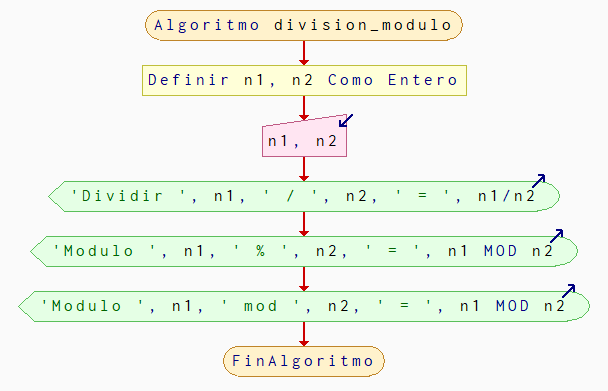 Algoritmo division_modulo
Definir n1, n2 Como Entero
n1, n2
'Dividir ', n1, ' / ', n2, ' = ', n1/n2
'Modulo ', n1, ' % ', n2, ' = ', n1 MOD n2
'Modulo ', n1, ' mod ', n2, ' = ', n1 MOD n2
FinAlgoritmo